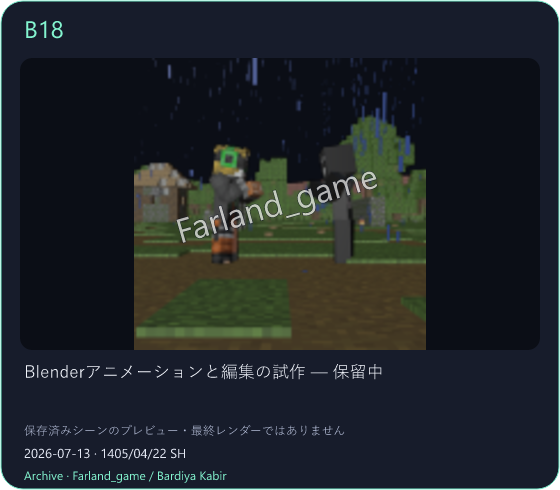 B18
Farland_game
Blenderアニメーションと編集の試作 — 保留中
保存済みシーンのプレビュー・最終レンダーではありません
2026-07-13 · 1405/04/22 SH
Archive · Farland_game / Bardiya Kabir